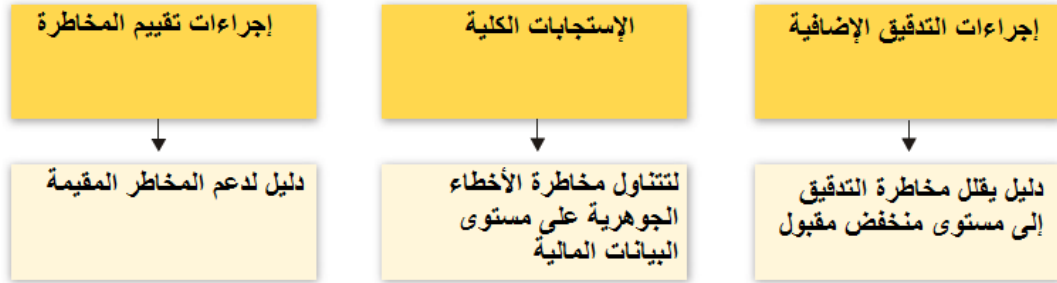 إجراءات التدقيق الإضافية
دليل يقلل مخاطرة التدقيق
إلى مستوى منخفض مقبول
الإستجابات الكلية
لتتناول مخاطرة الأخطاء
الجوهرية على مستوى
البيانات المالية
إجراءات تقييم المخاطرة
دليل لدعم المخاطر المقيمة